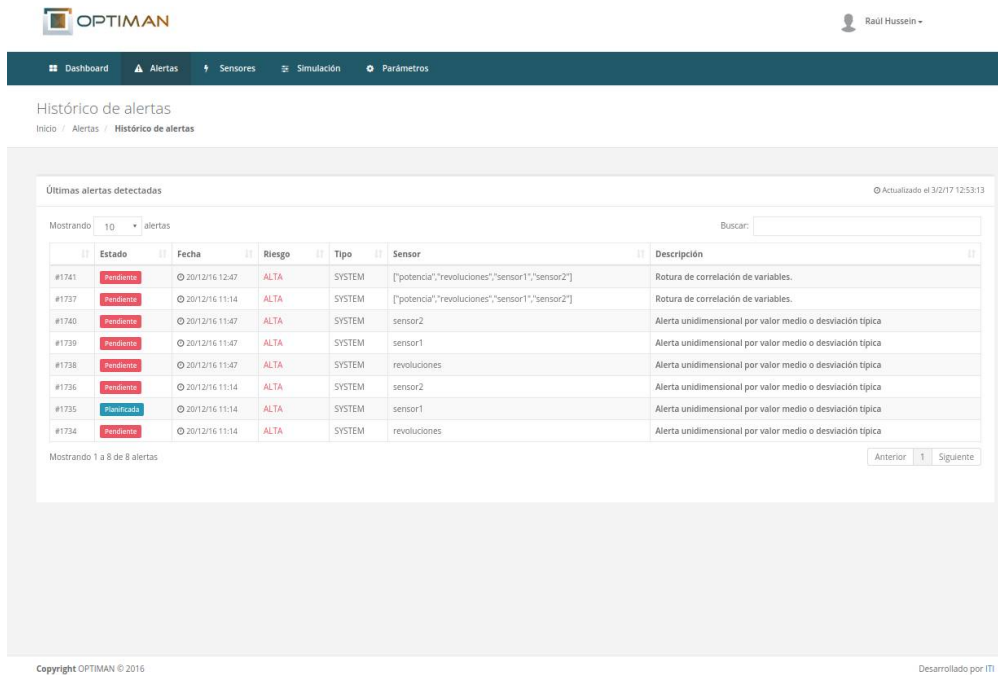 OPTIMAN
Raúl Hussein
Dashboard Alertas Sensores Simulación Parámetros
Histórico de alertas
Inicio / Alertas / Histórico de alertas
Últimas alertas detectadas Actualizado el 3/2/17 12:53:13
Mostrando 10 alertas Buscar:
Estado Fecha Riesgo Tipo Sensor Descripción
#1741 Pendiente 20/12/16 12:47 ALTA SYSTEM ["potencia","revoluciones","sensor1","sensor2"] Rotura de correlación de variables.
#1737 Pendiente 20/12/16 11:14 ALTA SYSTEM ["potencia","revoluciones","sensor1","sensor2"] Rotura de correlación de variables.
#1740 Pendiente 20/12/16 11:47 ALTA SYSTEM sensor2 Alerta unidimensional por valor medio o desviación típica
#1739 Pendiente 20/12/16 11:47 ALTA SYSTEM sensor1 Alerta unidimensional por valor medio o desviación típica
#1738 Pendiente 20/12/16 11:47 ALTA SYSTEM revoluciones Alerta unidimensional por valor medio o desviación típica
#1736 Pendiente 20/12/16 11:14 ALTA SYSTEM sensor2 Alerta unidimensional por valor medio o desviación típica
#1735 Planificada 20/12/16 11:14 ALTA SYSTEM sensor1 Alerta unidimensional por valor medio o desviación típica
#1734 Pendiente 20/12/16 11:14 ALTA SYSTEM revoluciones Alerta unidimensional por valor medio o desviación típica
Mostrando 1 a 8 de 8 alertas Anterior 1 Siguiente
Copyright OPTIMAN © 2016 Desarrollado por ITI